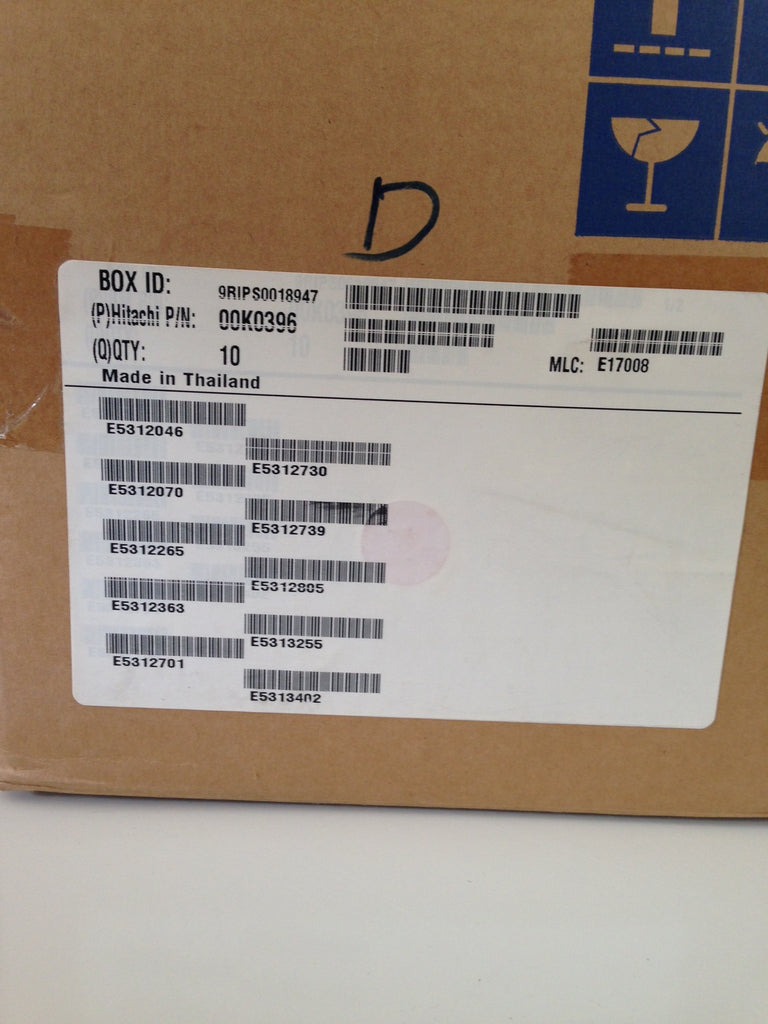 D
BOX ID: 9RIPS0018947
(P)Hitachi P/N: 00K0396
(Q)QTY: 10
MLC: E17008
Made in Thailand
E5312046
E5312730
E5312070
E5312739
E5312265
E5312805
E5312363
E5313255
E5312701
E5313402